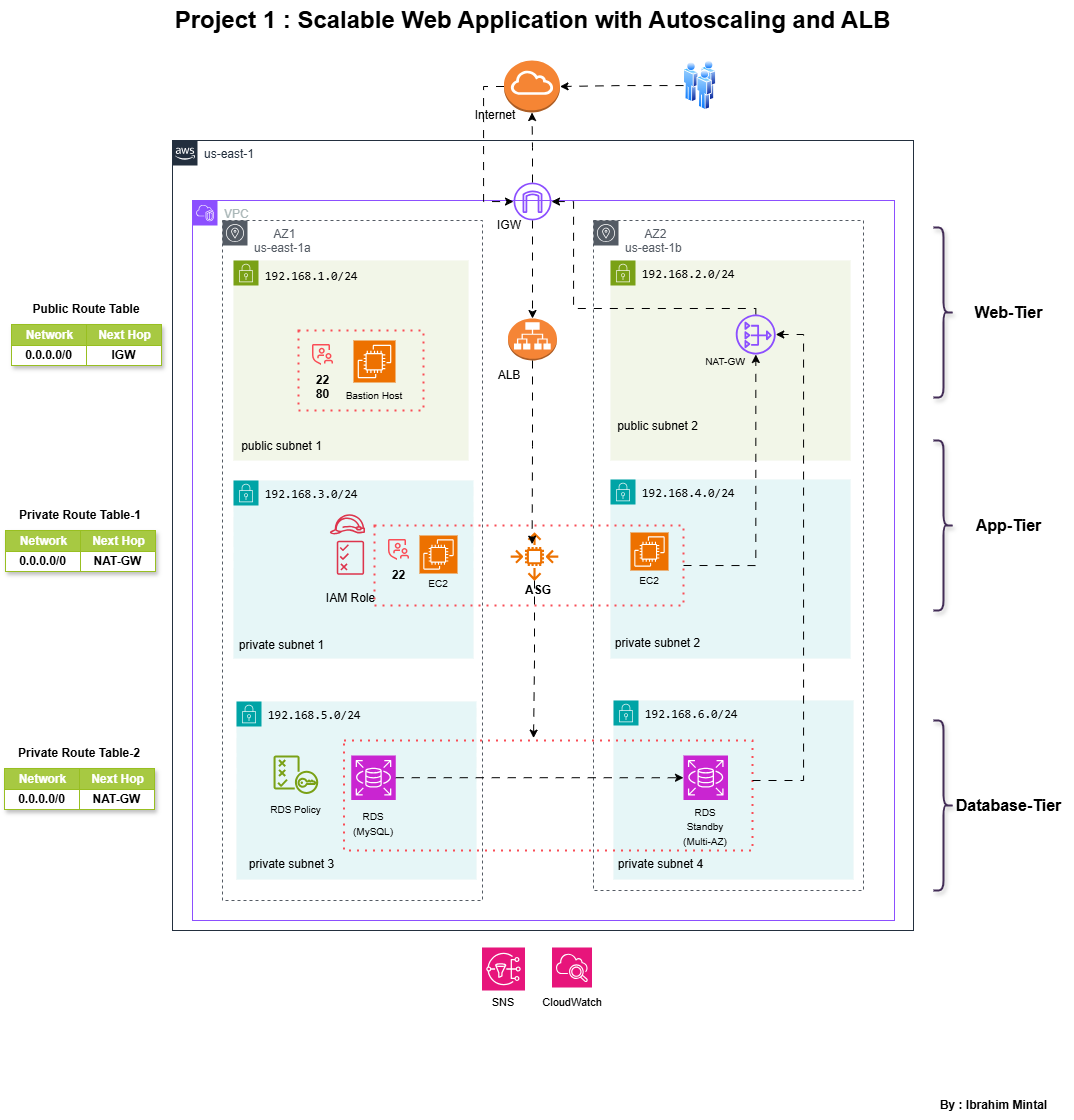 Project 1 : Scalable Web Application with Autoscaling and ALB
Internet
aws
us-east-1
VPC
IGW
AZ1
us-east-1a
AZ2
us-east-1b
192.168.1.0/24
192.168.2.0/24
Public Route Table
Network Next Hop
0.0.0.0/0 IGW
Web-Tier
22
80
Bastion Host
ALB
NAT-GW
public subnet 1
public subnet 2
192.168.3.0/24
192.168.4.0/24
Private Route Table-1
Network Next Hop
0.0.0.0/0 NAT-GW
App-Tier
IAM Role
22
EC2
ASG
EC2
private subnet 1
private subnet 2
192.168.5.0/24
192.168.6.0/24
Private Route Table-2
Network Next Hop
0.0.0.0/0 NAT-GW
Database-Tier
RDS Policy
RDS
(MySQL)
RDS
Standby
(Multi-AZ)
private subnet 3
private subnet 4
SNS
CloudWatch
By : Ibrahim Mintal